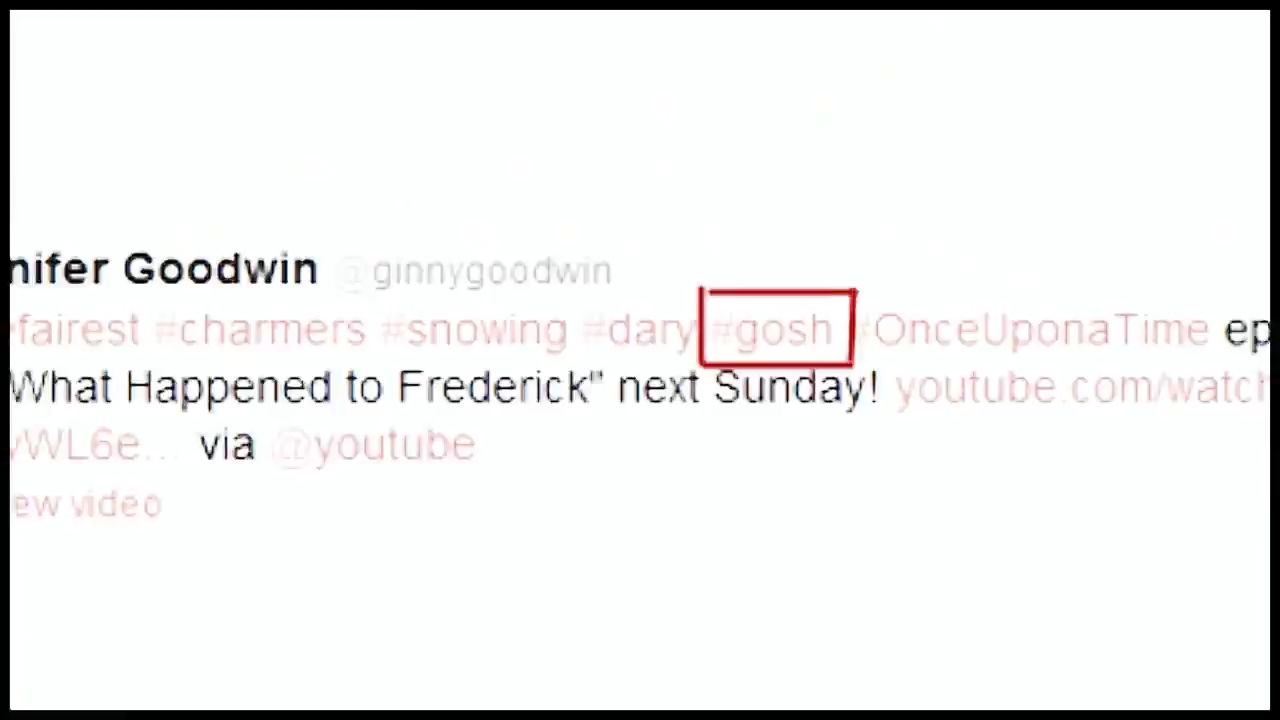 nifer Goodwin @ginnygoodwin
fairest #charmers #snowing #dary #gosh #OnceUponaTime ep
What Happened to Frederick" next Sunday! youtube.com/watch
WL6e... via @youtube
ew video